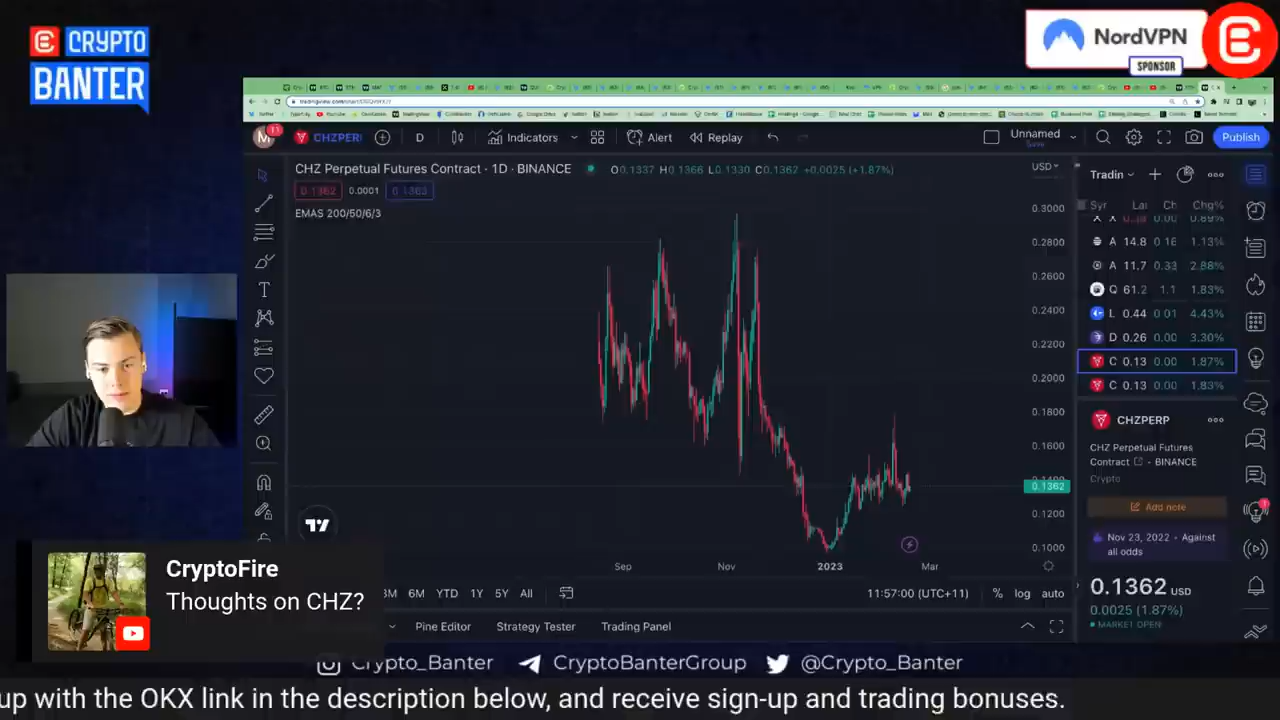 CRYPTO
BANTER
NordVPN
SPONSOR
M
11
CHZPERP
D
Indicators
Alert
Replay
Unnamed
Save
Publish
CHZ Perpetual Futures Contract · 1D · BINANCE
O0.1337 H0.1366 L0.1330 C0.1362 +0.0025 (+1.87%)
0.1362 0.0001 0.1363
EMAS 200/50/6/3
USD
0.3000
0.2800
0.2600
0.2400
0.2200
0.2000
0.1800
0.1600
0.1362
0.1200
0.1000
Sep
Nov
2023
Mar
Tradin
Syr Chg%
A 14.8 0.16 1.13%
A 11.7 0.33 2.88%
Q 61.2 1.1 1.83%
L 0.44 0.01 4.43%
D 0.26 0.00 3.30%
C 0.13 0.00 1.87%
C 0.13 0.00 1.83%
CHZPERP
CHZ Perpetual Futures
Contract · BINANCE
Crypto
Add note
Nov 23, 2022 · Against
all odds
0.1362 USD
0.0025 (1.87%)
MARKET OPEN
3M 6M YTD 1Y 5Y All
11:57:00 (UTC+11)
% log auto
Pine Editor
Strategy Tester
Trading Panel
CryptoFire
Thoughts on CHZ?
Crypto_Banter
CryptoBanterGroup
@Crypto_Banter
up with the OKX link in the description below, and receive sign-up and trading bonuses.